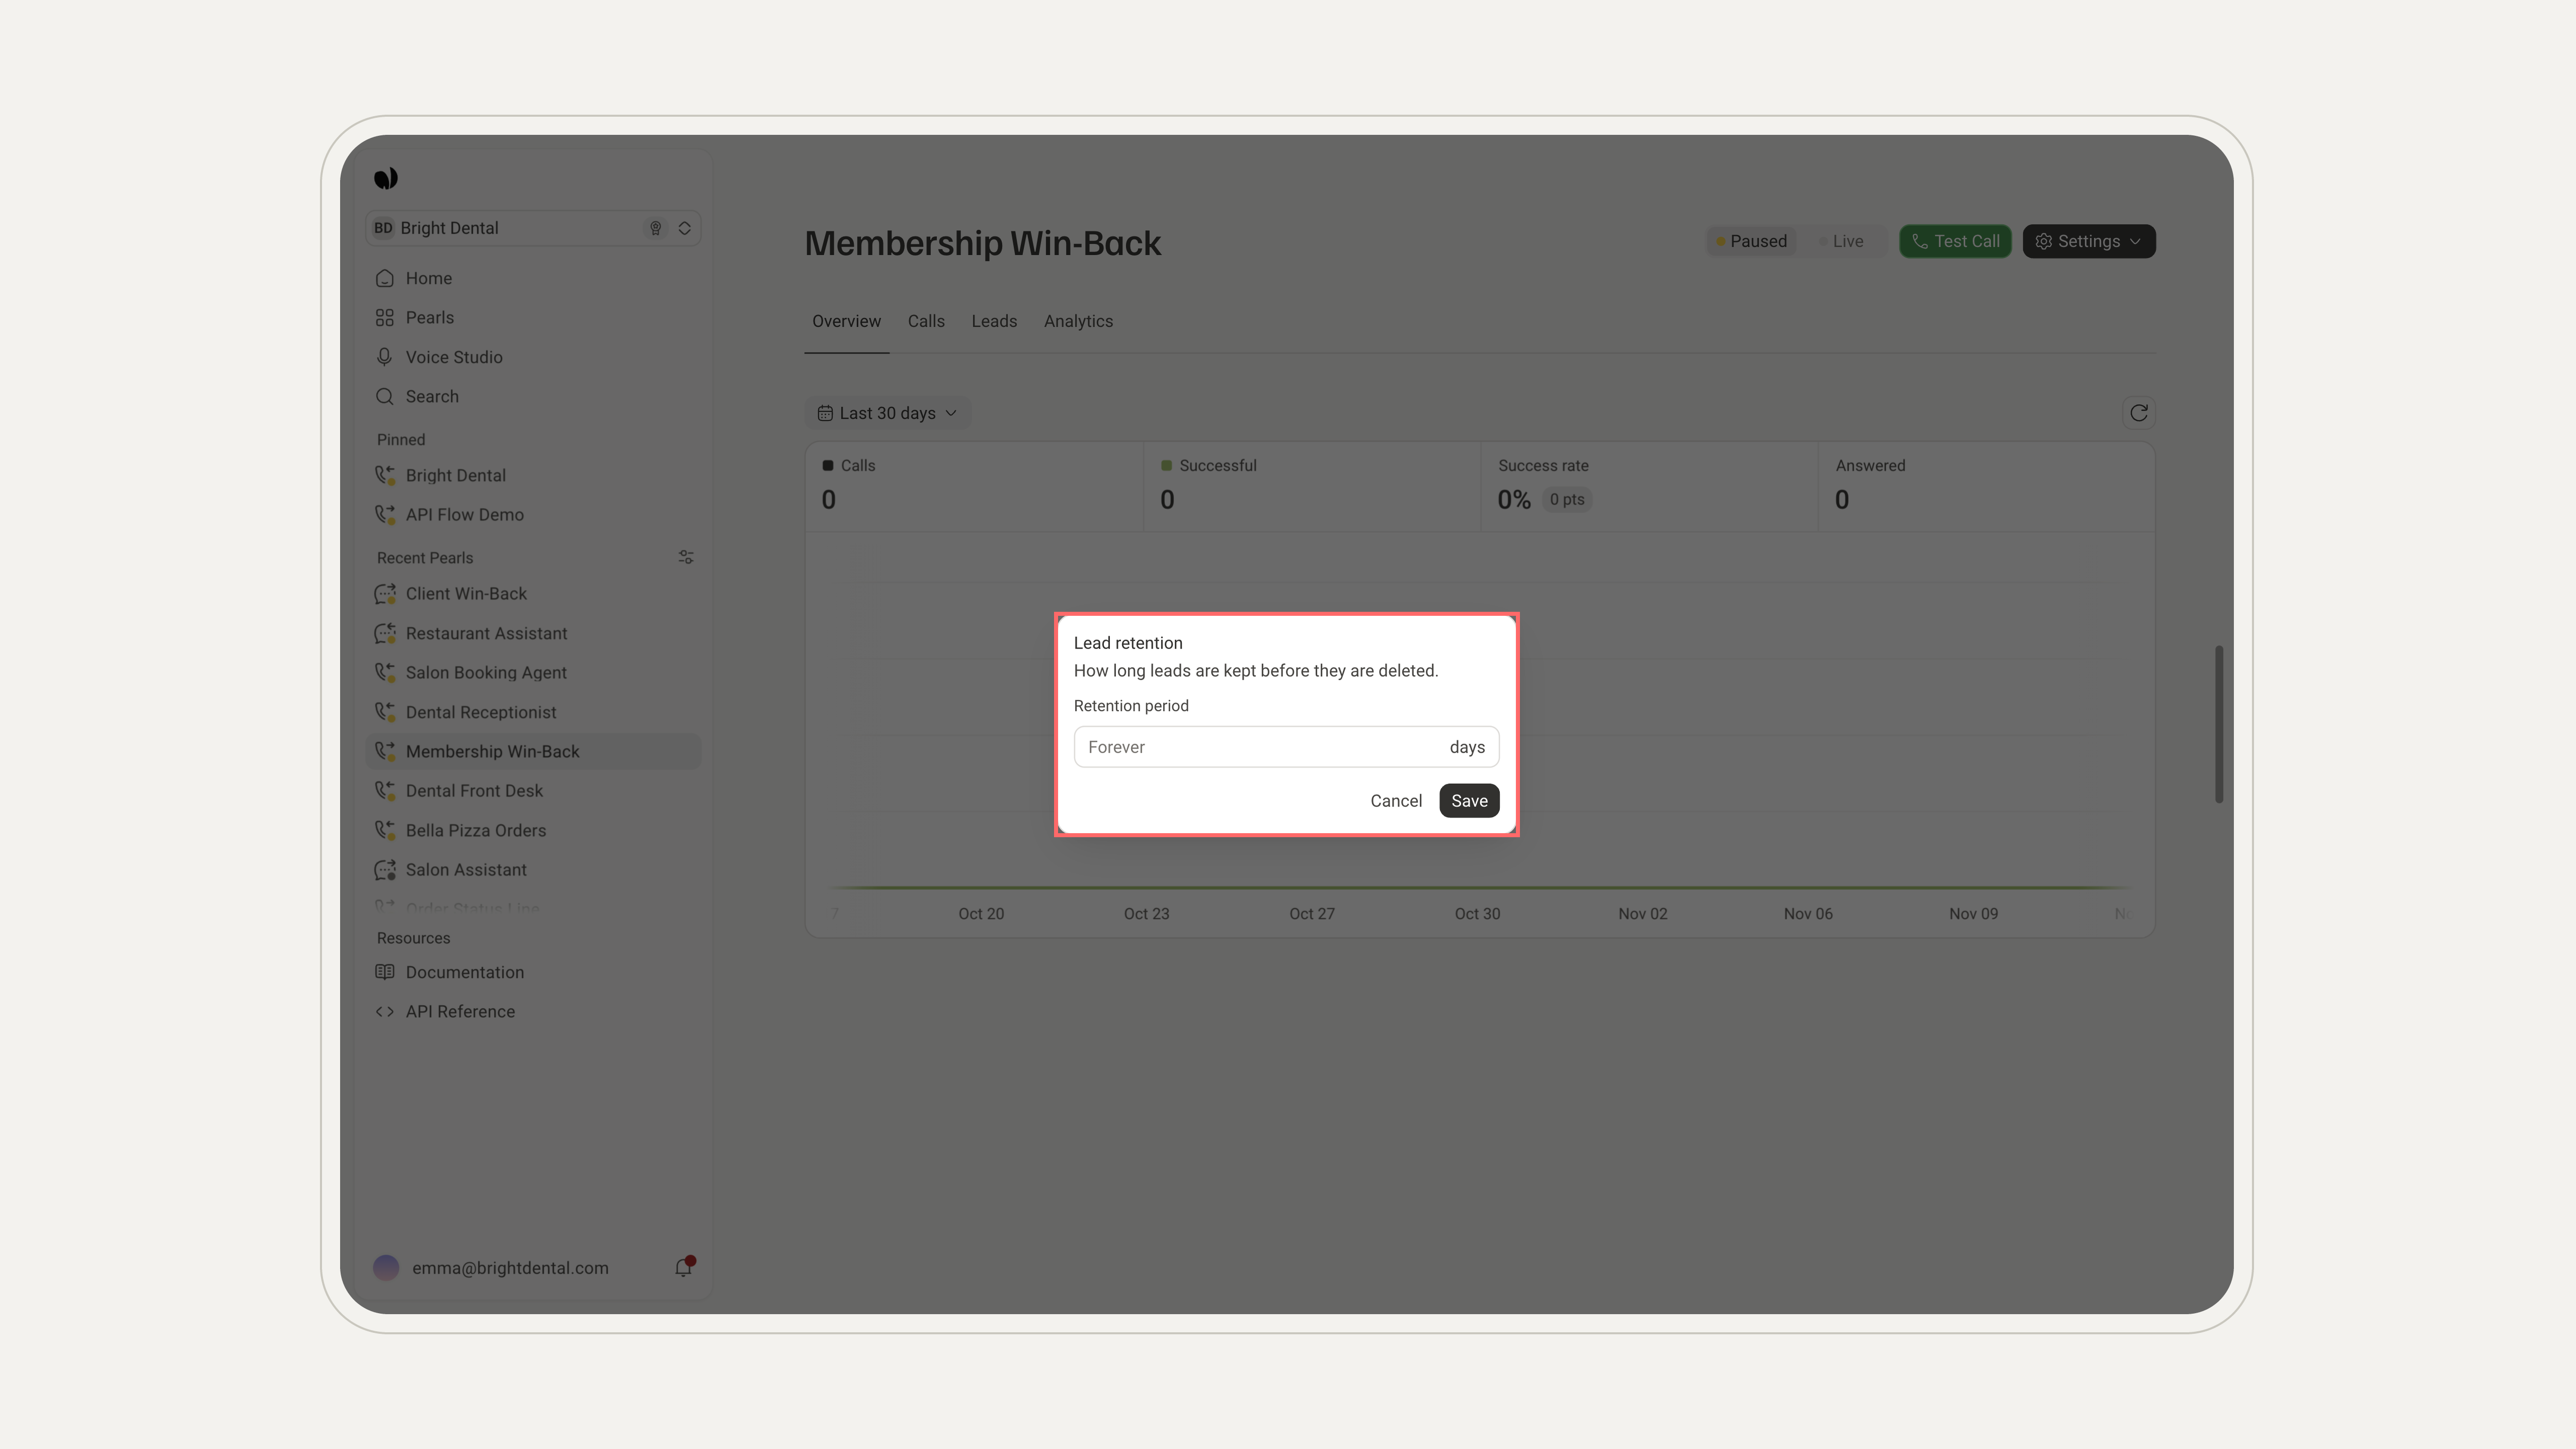 BD Bright Dental
Home
Pearls
Voice Studio
Search
Pinned
Bright Dental
API Flow Demo
Recent Pearls
Client Win-Back
Restaurant Assistant
Salon Booking Agent
Dental Receptionist
Membership Win-Back
Dental Front Desk
Bella Pizza Orders
Salon Assistant
Order Status Line
Resources
Documentation
API Reference
emma@brightdental.com
Membership Win-Back
Paused Live Test Call Settings
Overview Calls Leads Analytics
Last 30 days
Calls Successful Success rate Answered
0 0 0% 0 pts 0
Lead retention
How long leads are kept before they are deleted.
Retention period
Forever days
Cancel Save
7 Oct 20 Oct 23 Oct 27 Oct 30 Nov 02 Nov 06 Nov 09